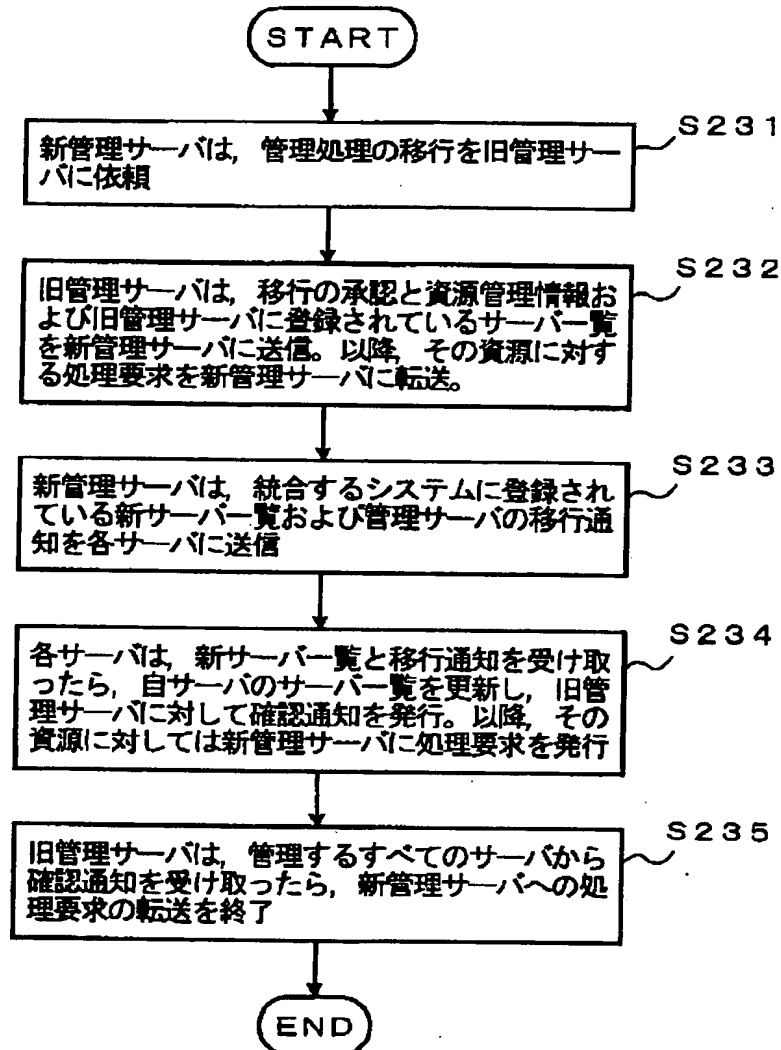 START
S231
新管理サーバは，管理処理の移行を旧管理サー
バに依頼
S232
旧管理サーバは，移行の承認と資源管理情報お
よび旧管理サーバに登録されているサーバ一覧
を新管理サーバに送信。以降，その資源に対す
る処理要求を新管理サーバに転送。
S233
新管理サーバは，統合するシステムに登録され
ている新サーバ一覧および管理サーバの移行通
知を各サーバに送信
S234
各サーバは，新サーバ一覧と移行通知を受け取
ったら，自サーバのサーバ一覧を更新し，旧管
理サーバに対して確認通知を発行。以降，その
資源に対しては新管理サーバに処理要求を発行
S235
旧管理サーバは，管理するすべてのサーバから
確認通知を受け取ったら，新管理サーバへの処
理要求の転送を終了
END